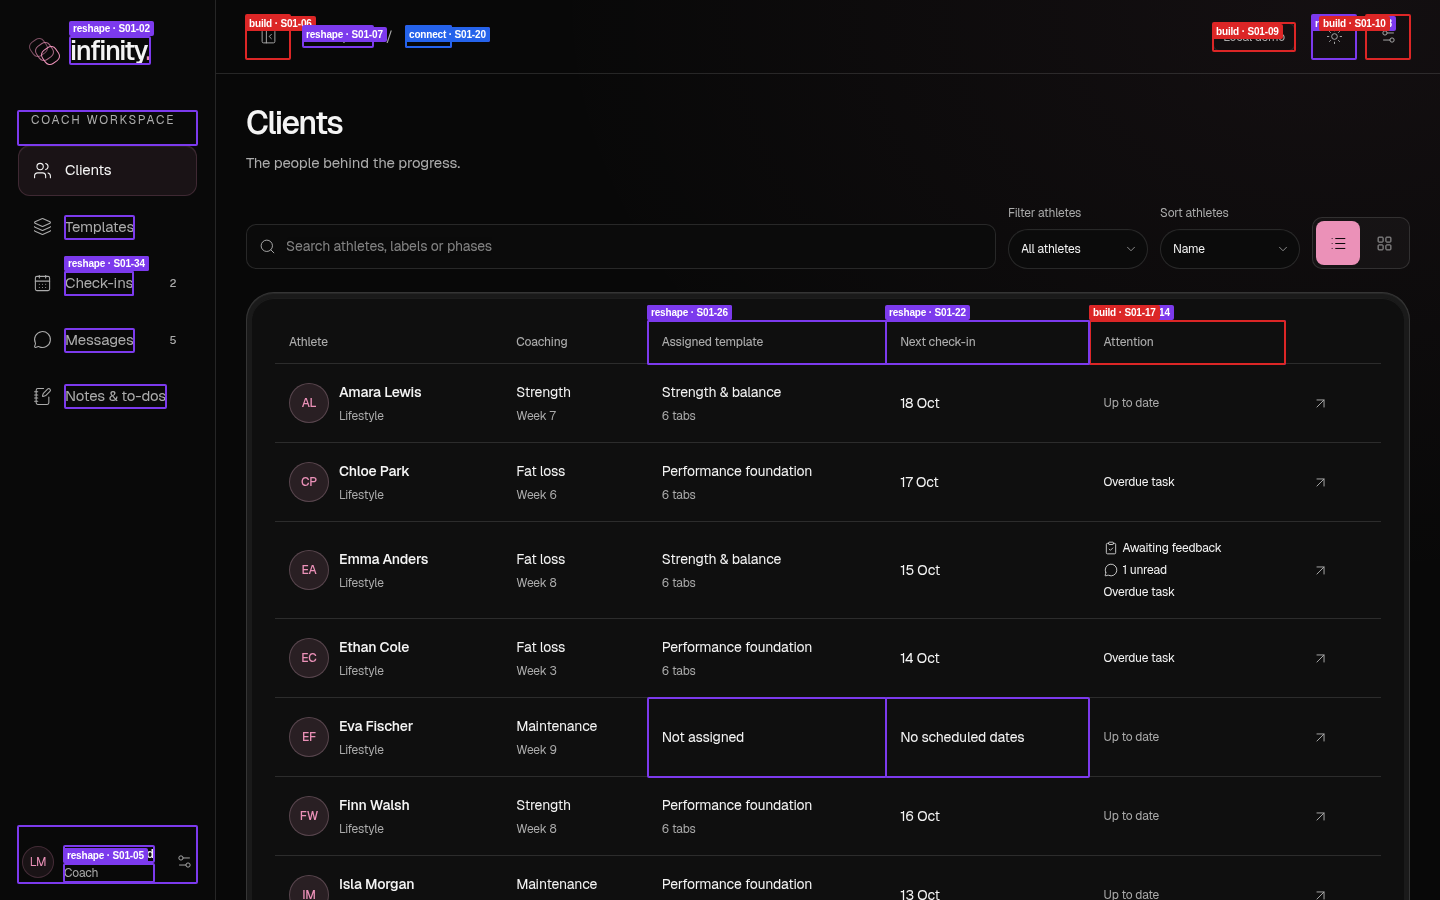 reshape · S01-02
infinity.
build · S01-06
reshape · S01-07
/
connect · S01-20
build · S01-09
build · S01-10
COACH WORKSPACE
Clients
Templates
reshape · S01-34
Check-ins
2
Messages
5
Notes & to-dos
reshape · S01-05
LM
Coach
Clients
The people behind the progress.
Search athletes, labels or phases
Filter athletes
All athletes
Sort athletes
Name
reshape · S01-26
reshape · S01-22
build · S01-17
14
Athlete
Coaching
Assigned template
Next check-in
Attention
AL
Amara Lewis
Lifestyle
Strength
Week 7
Strength & balance
6 tabs
18 Oct
Up to date
CP
Chloe Park
Lifestyle
Fat loss
Week 6
Performance foundation
6 tabs
17 Oct
Overdue task
EA
Emma Anders
Lifestyle
Fat loss
Week 8
Strength & balance
6 tabs
15 Oct
Awaiting feedback
1 unread
Overdue task
EC
Ethan Cole
Lifestyle
Fat loss
Week 3
Performance foundation
6 tabs
14 Oct
Overdue task
EF
Eva Fischer
Lifestyle
Maintenance
Week 9
Not assigned
No scheduled dates
Up to date
FW
Finn Walsh
Lifestyle
Strength
Week 8
Performance foundation
6 tabs
16 Oct
Up to date
IM
Isla Morgan
Lifestyle
Maintenance
Performance foundation
13 Oct
Up to date